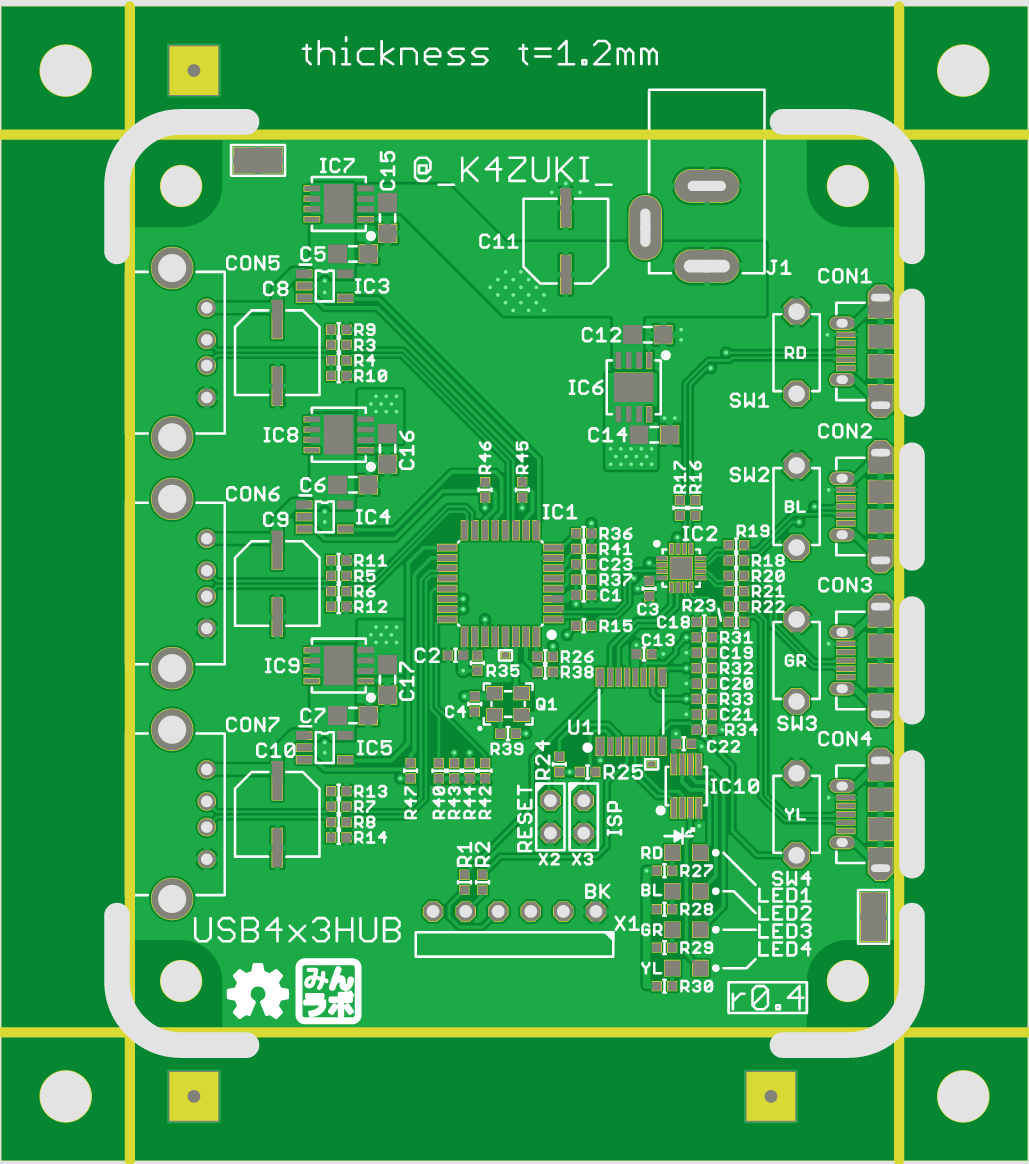 thickness t=1.2mm
IC7
C15
@_K4ZUKI_
C11
J1
C5
IC3
CON5
C8
CON1
C12
R9
R3
R4
R10
RD
IC6
SW1
IC8
C16
C14
CON2
R46
R45
R17
R16
SW2
C6
CON6
C9
IC4
IC1
BL
R36
R41
C23
R37
C1
IC2
R19
R18
R20
R21
R22
R11
R5
R6
R12
C3
CON3
R23
C18
R15
R31
C19
R32
C20
R33
C21
R34
C13
GR
IC9
C17
C2
R35
R26
R38
C4
Q1
SW3
C7
CON7
C10
IC5
R39
U1
CON4
C22
R24
R25
IC10
R47
R40
R43
R44
R42
R13
R7
R8
R14
RESET
ISP
YL
X2
X3
R1
R2
RD
R27
SW4
BL
LED1
R28
LED2
GR
LED3
R29
LED4
YL
R30
BK
X1
USB4x3HUB
みん
ラボ
r0.4